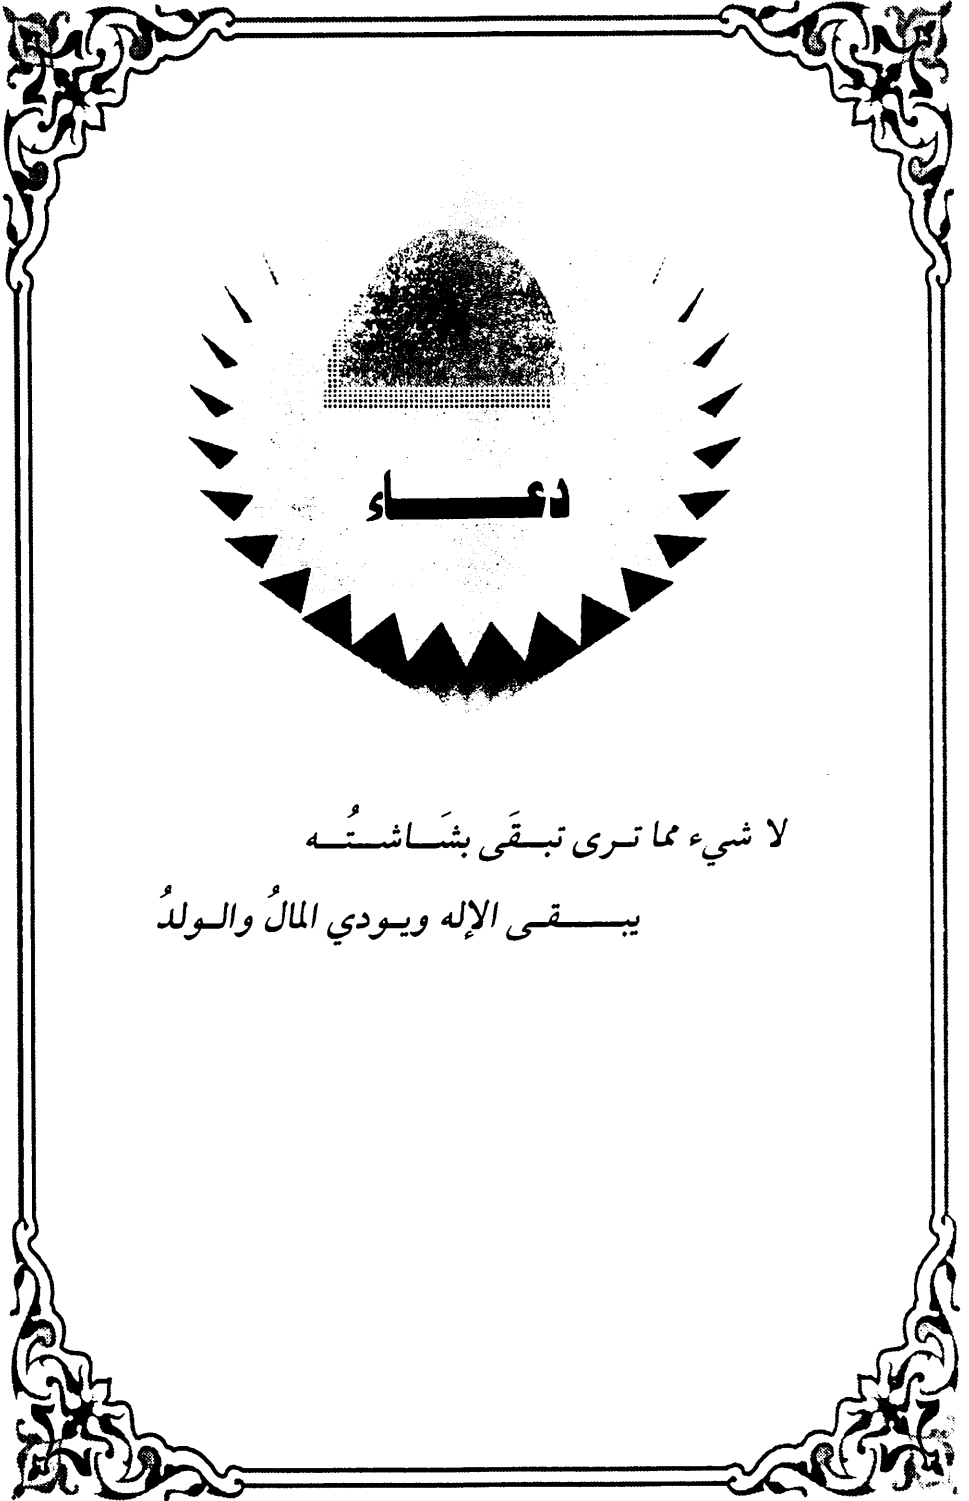 دعاء
لا شيء مما ترى تبقَى بشَاشتُه
يبقى الإله ويودي المالُ والولدُ